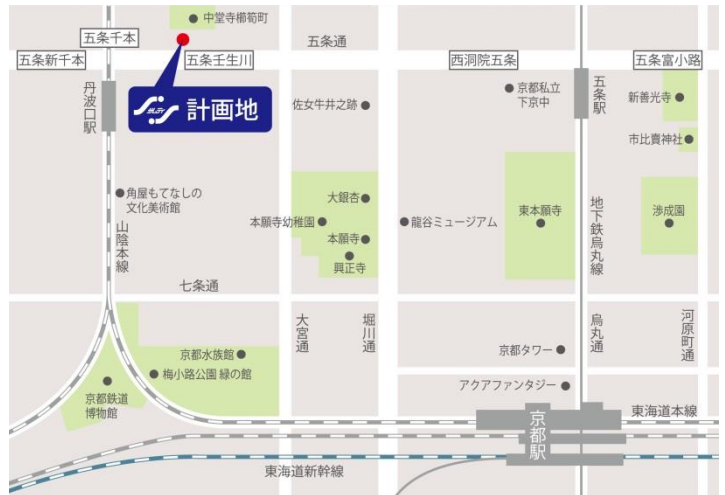 中堂寺櫛笥町
五条千本
五条通
五条新千本
五条壬生川
西洞院五条
五条富小路
丹波口駅
計画地
佐女牛井之跡
京都私立
下京中
五条駅
新善光寺
市比賣神社
角屋もてなしの
文化美術館
山陰本線
大銀杏
本願寺幼稚園
本願寺
興正寺
龍谷ミュージアム
東本願寺
地下鉄烏丸線
渉成園
七条通
大宮通
堀川通
烏丸通
河原町通
京都水族館
梅小路公園 緑の館
京都鉄道
博物館
京都タワー
アクアファンタジー
京都駅
東海道本線
東海道新幹線